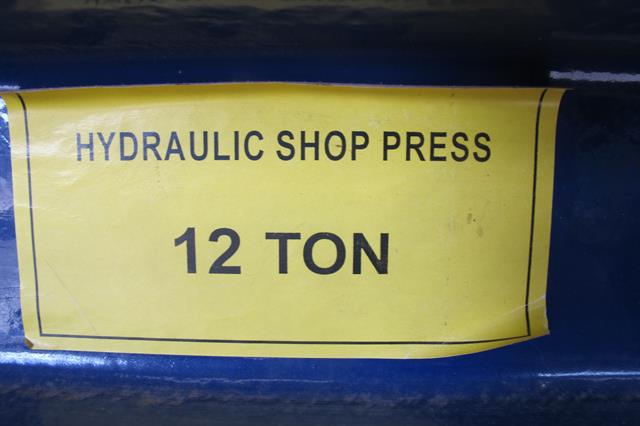 HYDRAULIC SHOP PRESS
12 TON